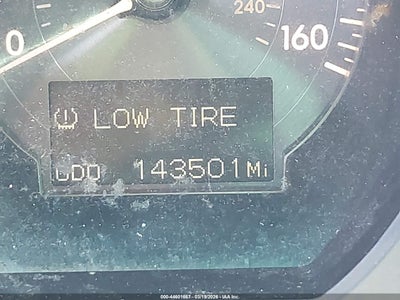 240
0
160
LOW TIRE
ODO 143501Mi
000-44601667 - 03/19/2026 - IAA Inc.